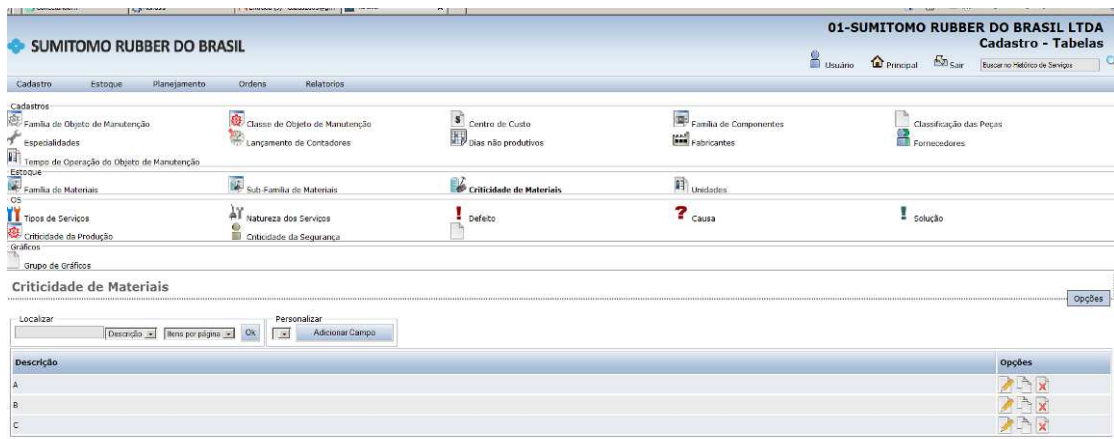 01-SUMITOMO RUBBER DO BRASIL LTDA
SUMITOMO RUBBER DO BRASIL
Cadastro - Tabelas
Usuário Principal Sair Buscar no Histórico de Serviços
Cadastro Estoque Planejamento Ordens Relatorios
Cadastros
Família de Objeto de Manutenção Classe de Objeto de Manutenção Centro de Custo Família de Componentes Classificação das Peças
Especialidades Lançamento de Contadores Dias não produtivos Fabricantes Fornecedores
Tempo de Operação do Objeto de Manutenção
Estoque
Família de Materiais Sub-Família de Materiais Criticidade de Materiais Unidades
OS
Tipos de Serviços Natureza dos Serviços Defeito Causa Solução
Criticidade da Produção Criticidade da Segurança
Gráficos
Grupo de Gráficos
Criticidade de Materiais
Opções
Localizar Personalizar
Descrição Itens por página Ok Adicionar Campo
Descrição Opções
A
B
C